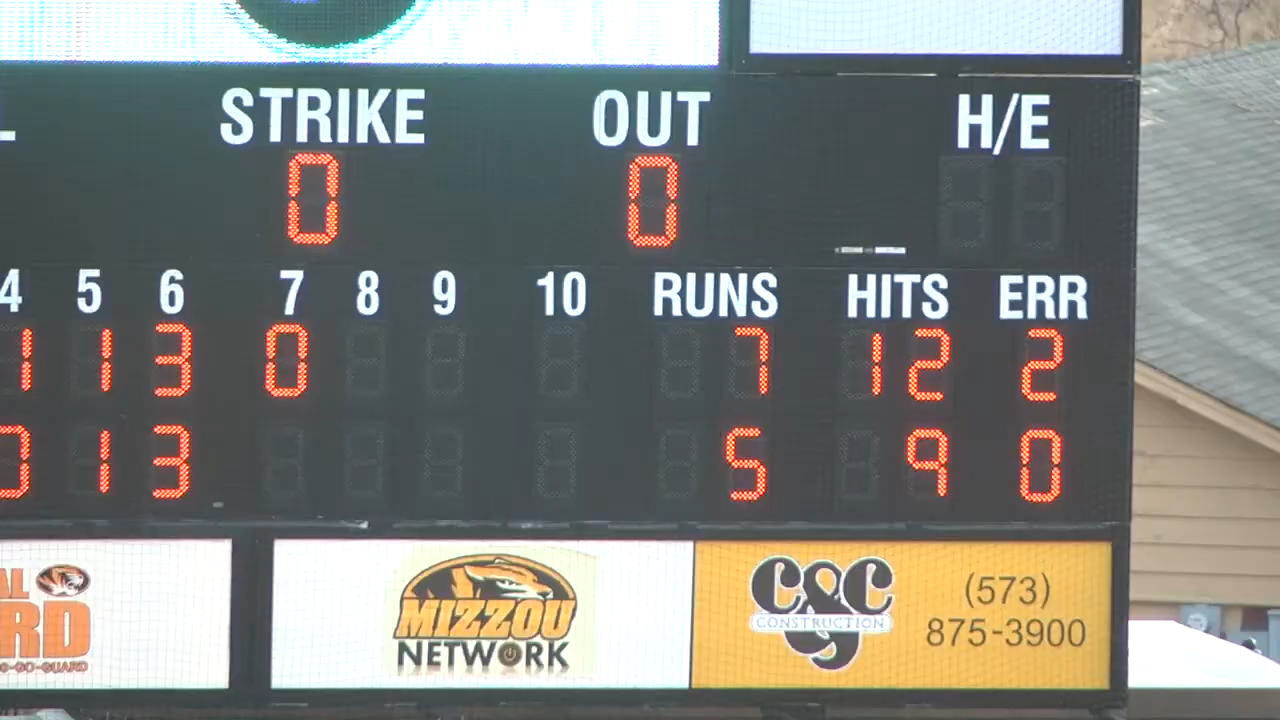 STRIKE OUT H/E
0 0
4 5 6 7 8 9 10 RUNS HITS ERR
1 1 3 0 7 12 2
0 1 3 5 9 0
MIZZOU
NETWORK
C&C
CONSTRUCTION
(573)
875-3900